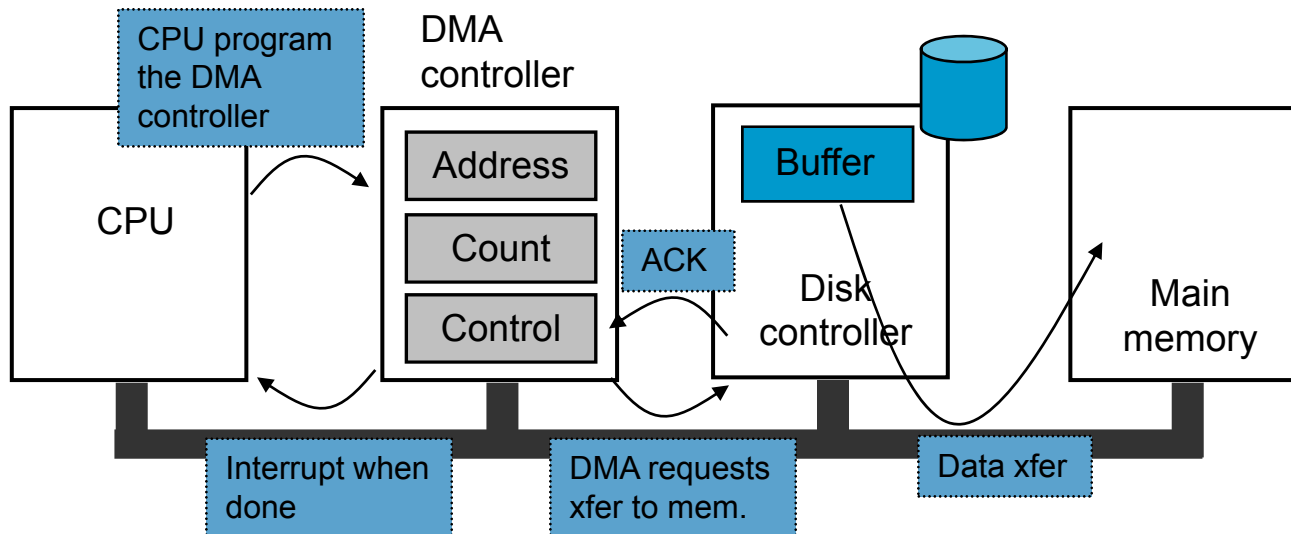 CPU program
the DMA
controller
DMA
controller
CPU
Address
Count
Control
ACK
Buffer
Disk
controller
Main
memory
Interrupt when
done
DMA requests
xfer to mem.
Data xfer